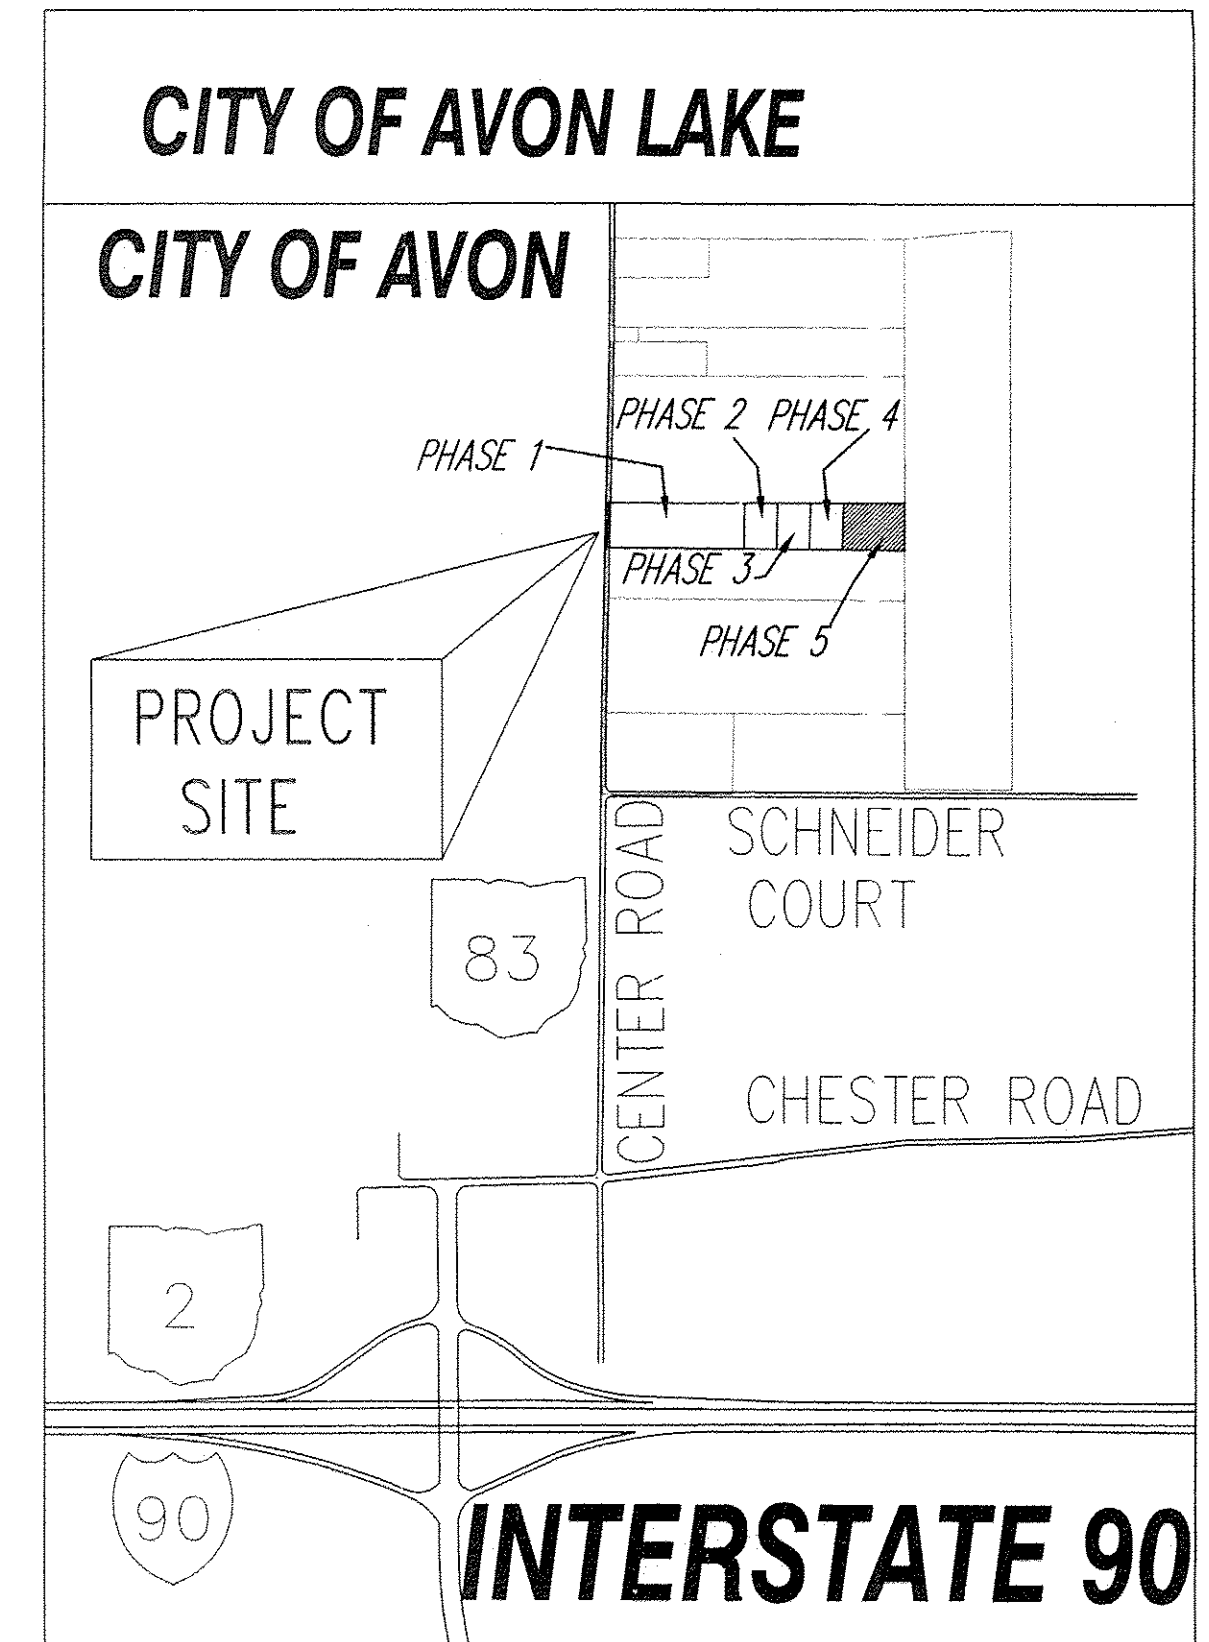 CITY OF AVON LAKE
CITY OF AVON
PHASE 2 PHASE 4
PHASE 1
PHASE 3
PHASE 5
PROJECT
SITE
SCHNEIDER
COURT
CENTER ROAD
83
CHESTER ROAD
2
90
INTERSTATE 90